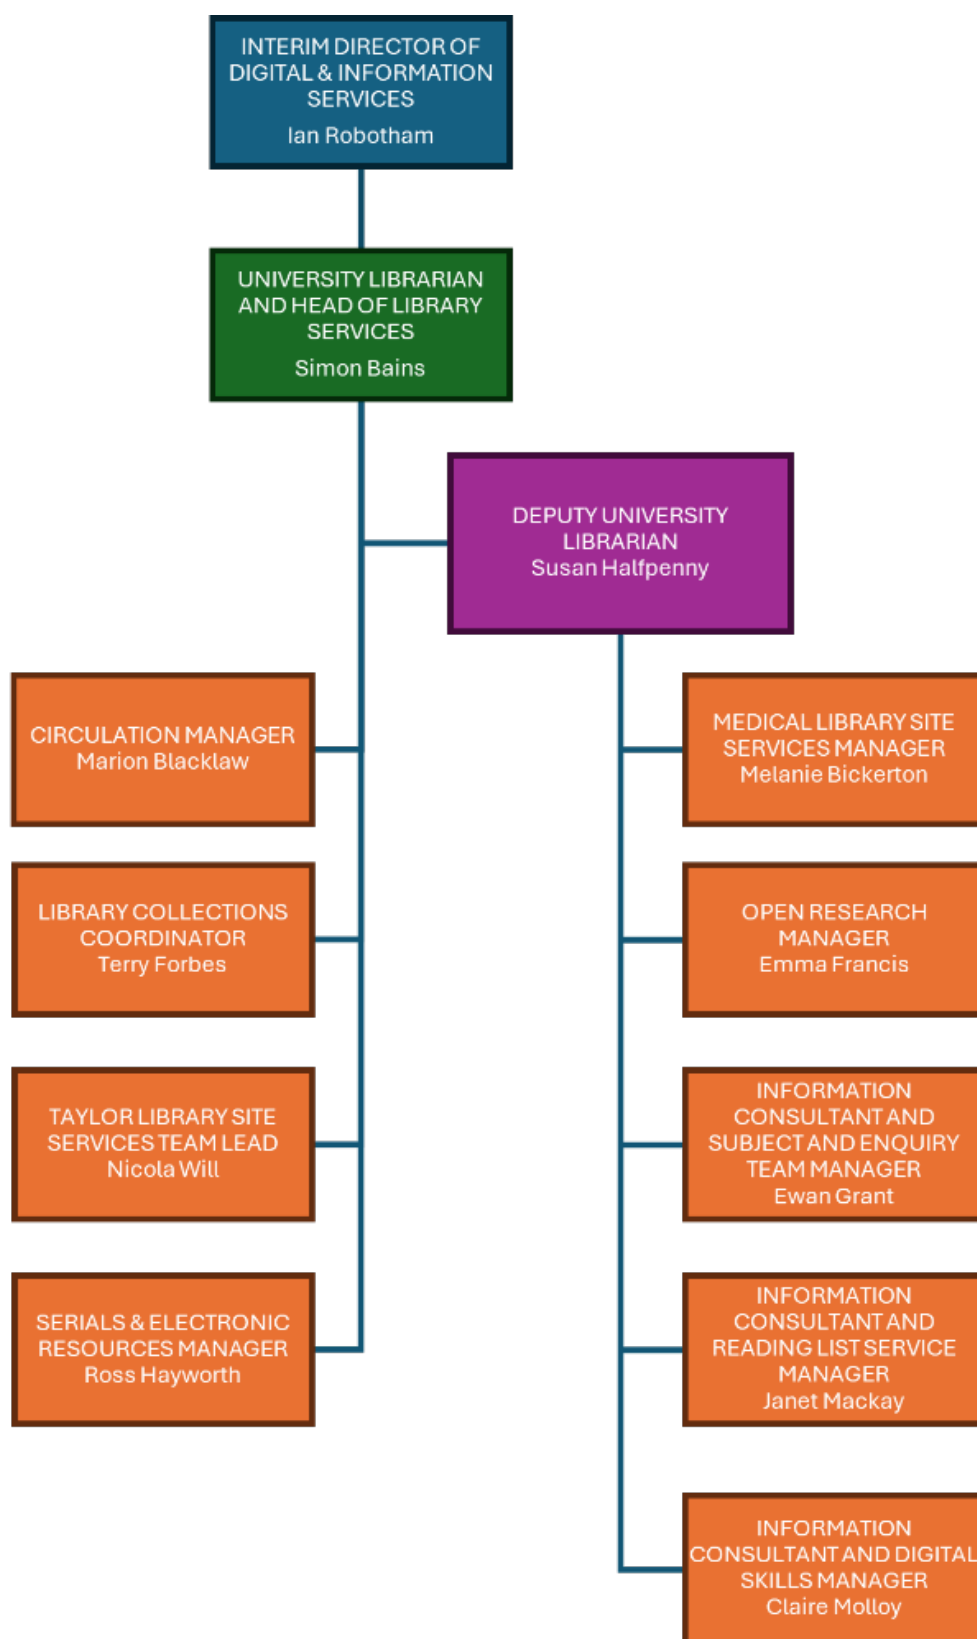 INTERIM DIRECTOR OF
DIGITAL & INFORMATION
SERVICES
Ian Robotham
UNIVERSITY LIBRARIAN
AND HEAD OF LIBRARY
SERVICES
Simon Bains
DEPUTY UNIVERSITY
LIBRARIAN
Susan Halfpenny
CIRCULATION MANAGER
Marion Blacklaw
LIBRARY COLLECTIONS
COORDINATOR
Terry Forbes
TAYLOR LIBRARY SITE
SERVICES TEAM LEAD
Nicola Will
SERIALS & ELECTRONIC
RESOURCES MANAGER
Ross Hayworth
MEDICAL LIBRARY SITE
SERVICES MANAGER
Melanie Bickerton
OPEN RESEARCH
MANAGER
Emma Francis
INFORMATION
CONSULTANT AND
SUBJECT AND ENQUIRY
TEAM MANAGER
Ewan Grant
INFORMATION
CONSULTANT AND
READING LIST SERVICE
MANAGER
Janet Mackay
INFORMATION
CONSULTANT AND DIGITAL
SKILLS MANAGER
Claire Molloy